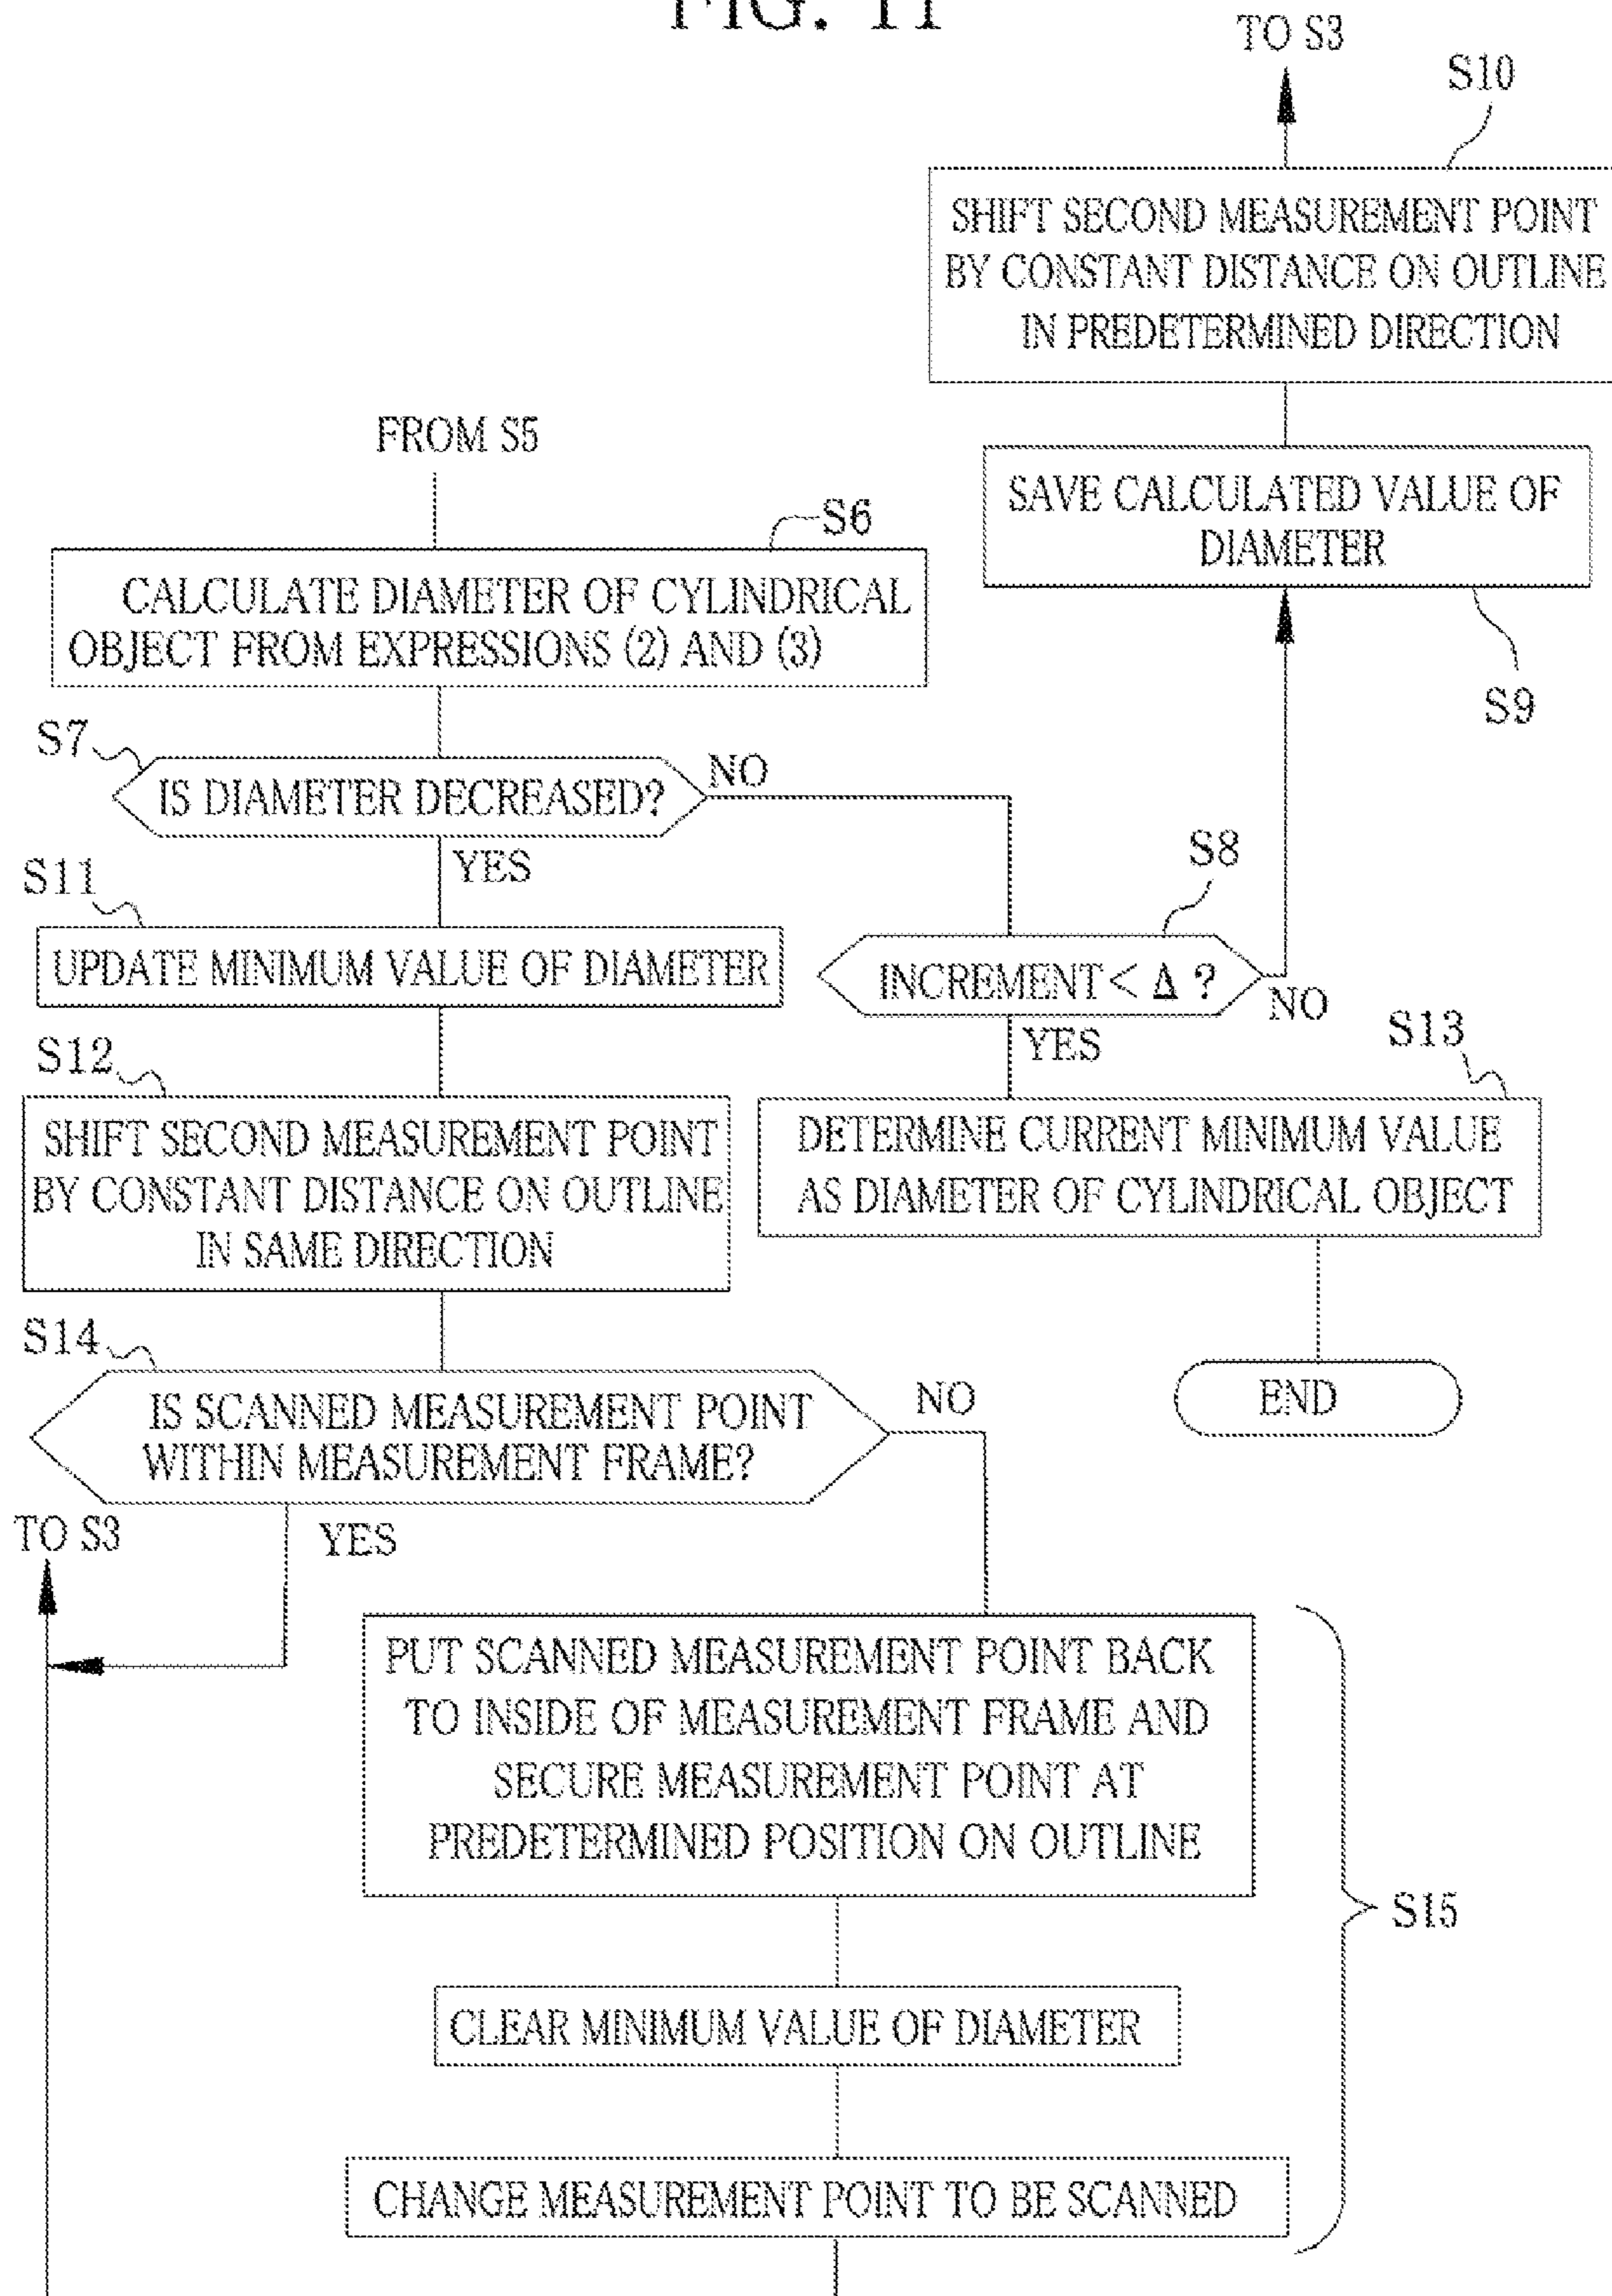 FIG. 11
TO S3
S10
SHIFT SECOND MEASUREMENT POINT
BY CONSTANT DISTANCE ON OUTLINE
IN PREDETERMINED DIRECTION
FROM S5
SAVE CALCULATED VALUE OF
DIAMETER
S6
CALCULATE DIAMETER OF CYLINDRICAL
OBJECT FROM EXPRESSIONS (2) AND (3)
S9
S7
IS DIAMETER DECREASED?
NO
YES
S8
S11
UPDATE MINIMUM VALUE OF DIAMETER
INCREMENT < Δ ?
NO
YES
S13
S12
SHIFT SECOND MEASUREMENT POINT
BY CONSTANT DISTANCE ON OUTLINE
IN SAME DIRECTION
DETERMINE CURRENT MINIMUM VALUE
AS DIAMETER OF CYLINDRICAL OBJECT
S14
IS SCANNED MEASUREMENT POINT
WITHIN MEASUREMENT FRAME?
NO
END
TO S3
YES
PUT SCANNED MEASUREMENT POINT BACK
TO INSIDE OF MEASUREMENT FRAME AND
SECURE MEASUREMENT POINT AT
PREDETERMINED POSITION ON OUTLINE
S15
CLEAR MINIMUM VALUE OF DIAMETER
CHANGE MEASUREMENT POINT TO BE SCANNED